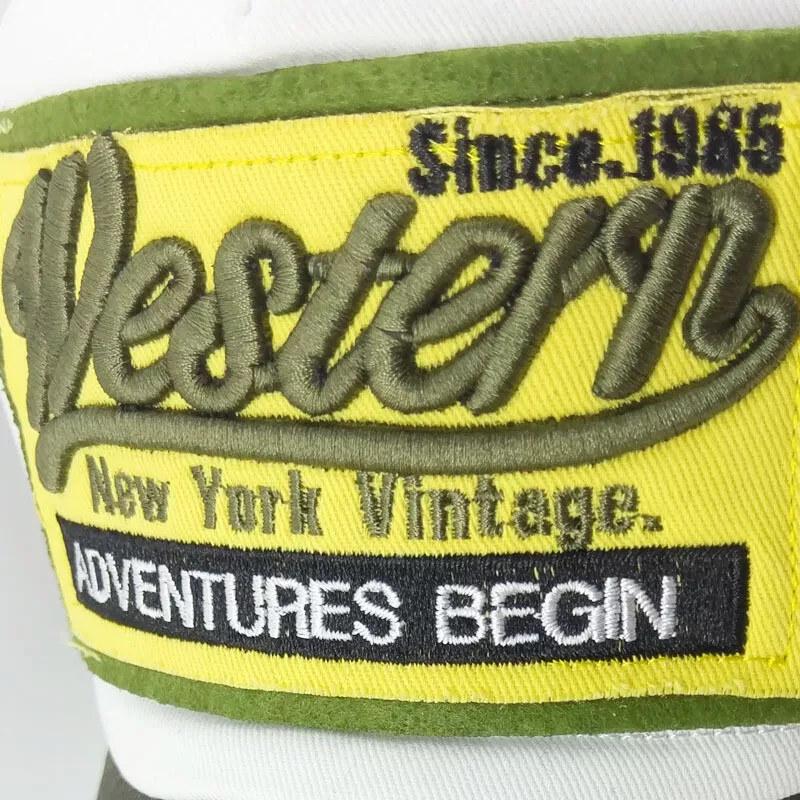 Since.1985
Western
New York Vintage.
ADVENTURES BEGIN